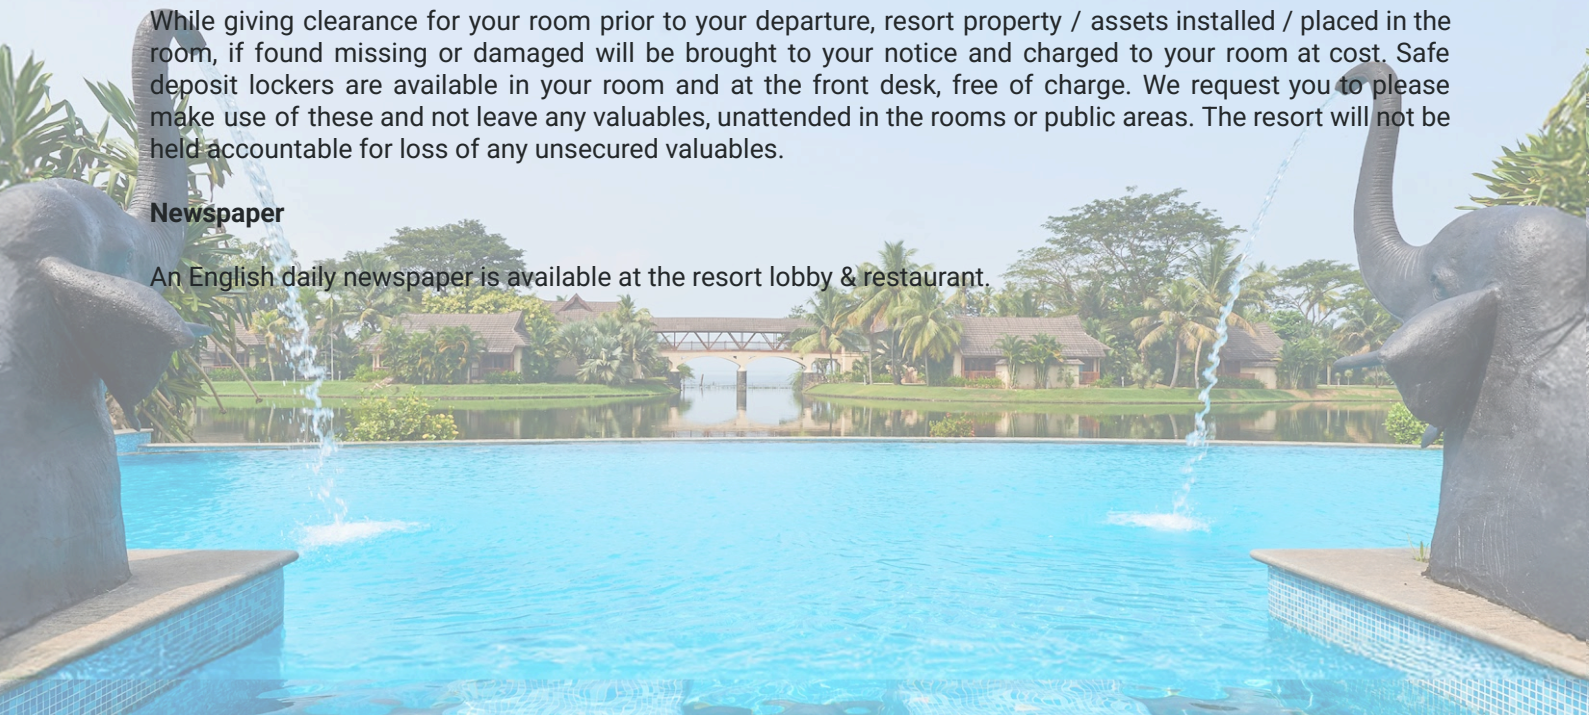 While giving clearance for your room prior to your departure, resort property / assets installed / placed in the
room, if found missing or damaged will be brought to your notice and charged to your room at cost. Safe
deposit lockers are available in your room and at the front desk, free of charge. We request you to please
make use of these and not leave any valuables, unattended in the rooms or public areas. The resort will not be
held accountable for loss of any unsecured valuables.
Newspaper
An English daily newspaper is available at the resort lobby & restaurant.